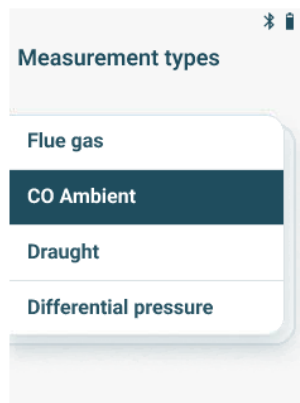 Measurement types
Flue gas
CO Ambient
Draught
Differential pressure